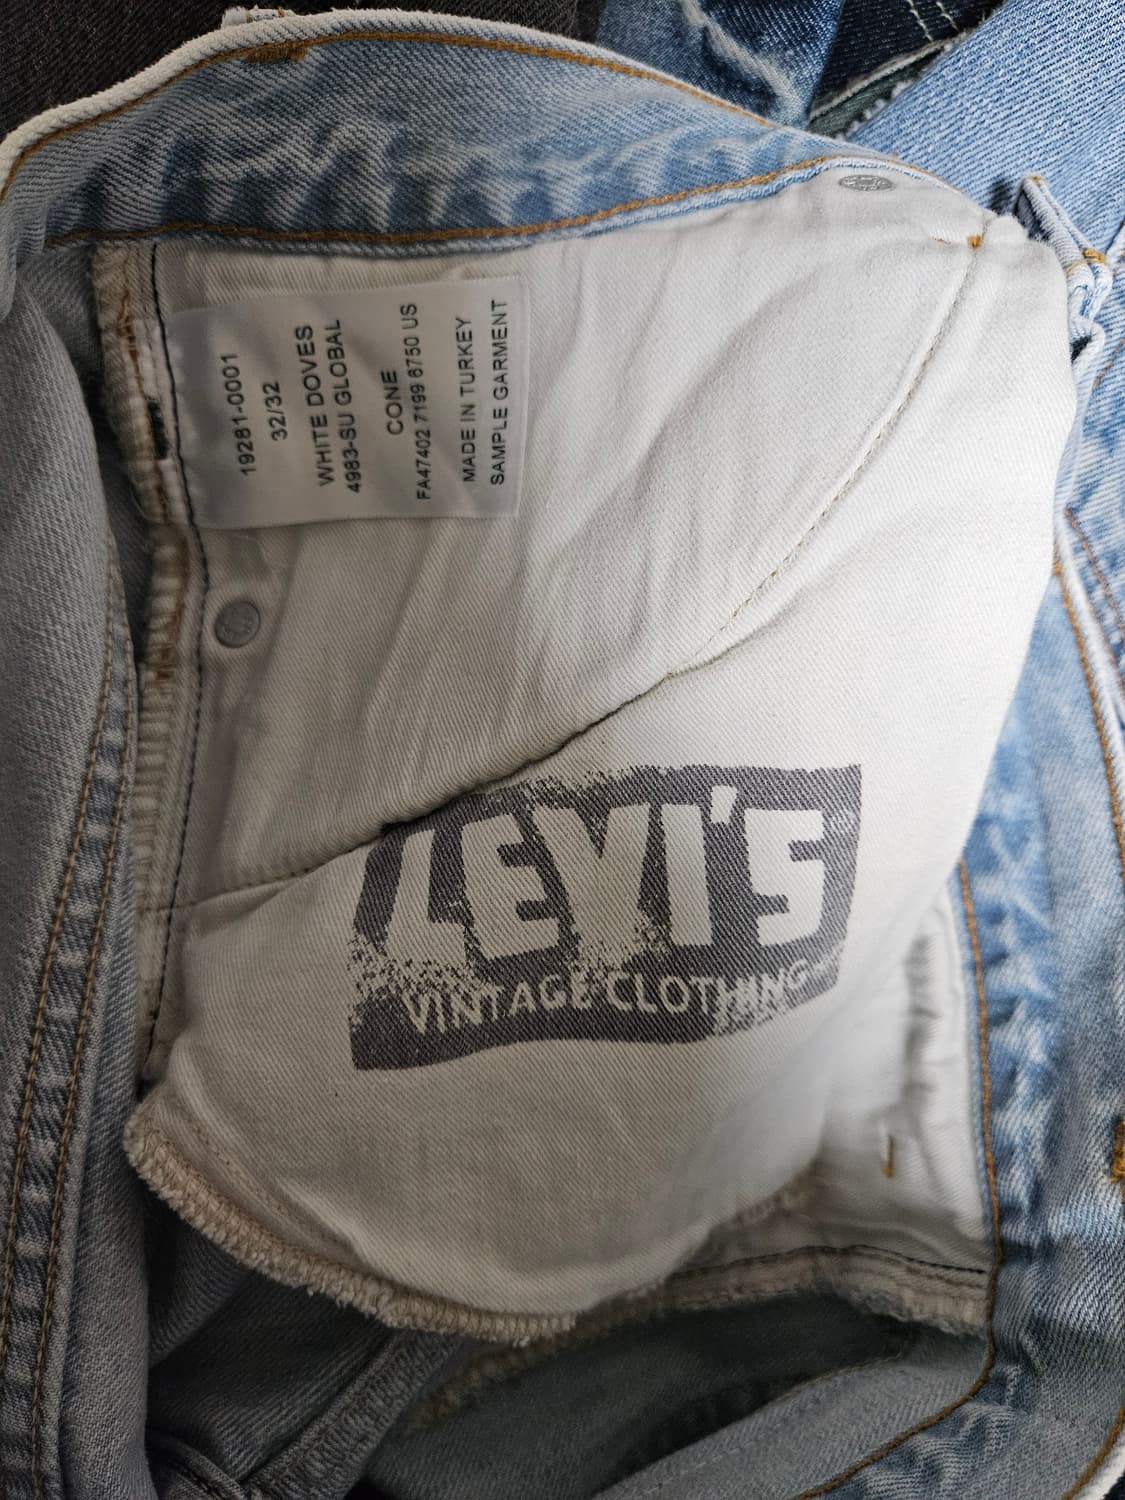 19281-0001
32/32
WHITE DOVES
4983-SU GLOBAL
CONE
FA47402 7199 6750 US
MADE IN TURKEY
SAMPLE GARMENT
LEVI'S
VINTAGE CLOTHING